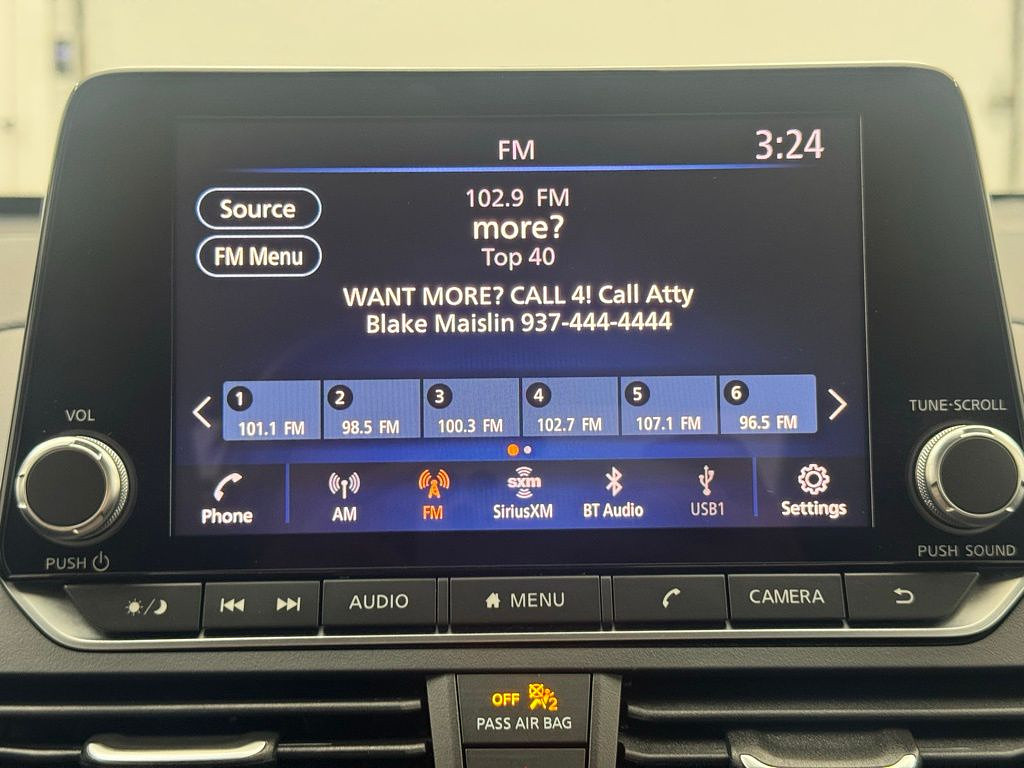 FM
3:24
Source
102.9 FM
more?
FM Menu
Top 40
WANT MORE? CALL 4! Call Atty
Blake Maislin 937-444-4444
1
2
3
4
5
6
101.1 FM
98.5 FM
100.3 FM
102.7 FM
107.1 FM
96.5 FM
VOL
TUNE·SCROLL
Phone
AM
FM
sxm
SiriusXM
BT Audio
USB1
Settings
PUSH
PUSH SOUND
AUDIO
MENU
CAMERA
OFF
2
PASS AIR BAG